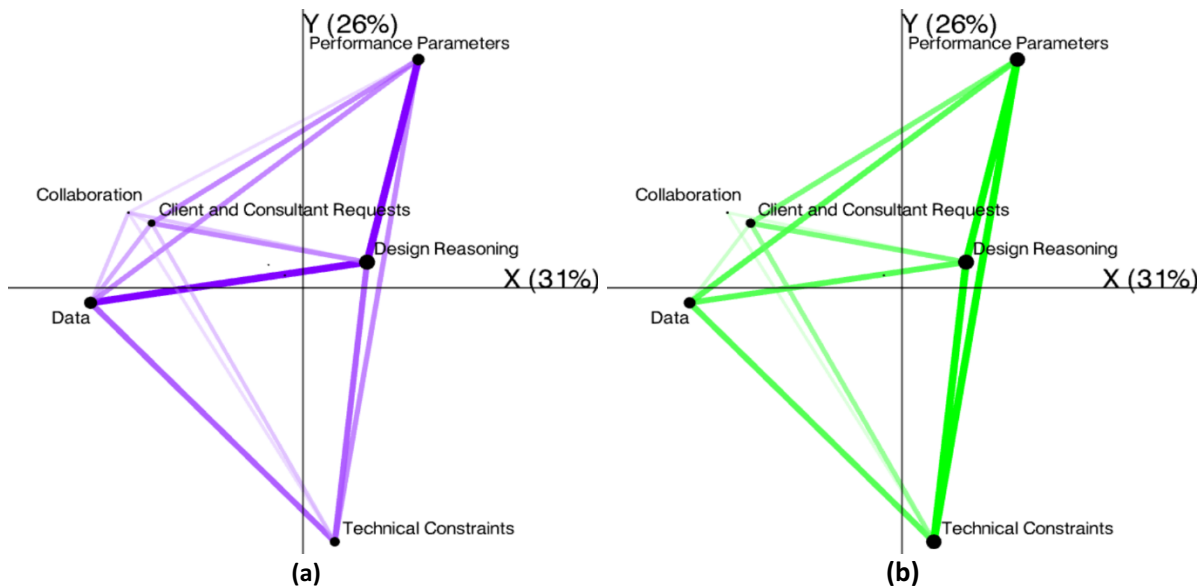 Y (26%)
Performance Parameters
Collaboration
Client and Consultant Requests
Design Reasoning
X (31%)
Data
Technical Constraints
(a)
Y (26%)
Performance Parameters
Collaboration
Client and Consultant Requests
Design Reasoning
X (31%)
Data
Technical Constraints
(b)